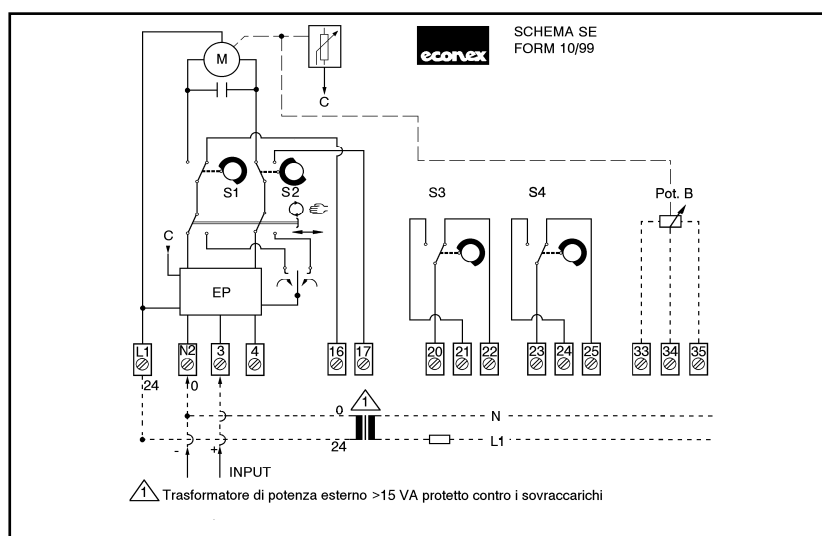 econex
SCHEMA SE
FORM 10/99
M
C
S1
S2
S3
S4
Pot. B
C
EP
L1
N2
3
4
16
17
20
21
22
23
24
25
33
34
35
24
0
1
0
N
24
L1
-
+
INPUT
1 Trasformatore di potenza esterno >15 VA protetto contro i sovraccarichi